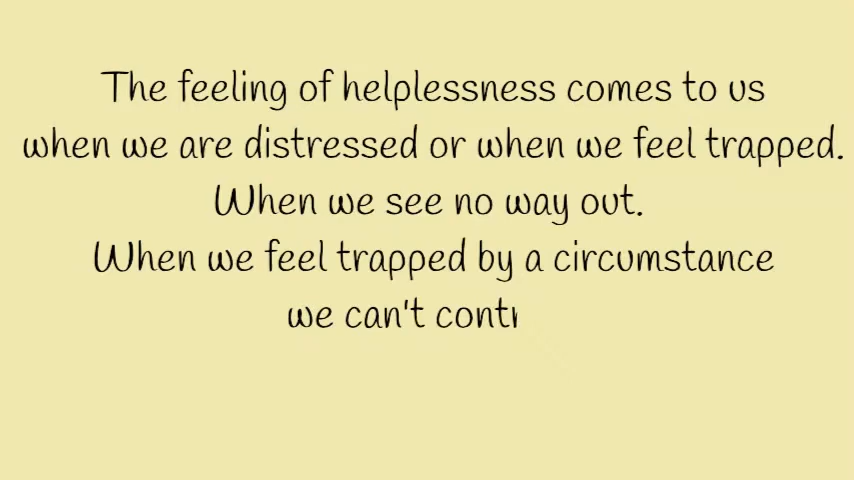 The feeling of helplessness comes to us
when we are distressed or when we feel trapped.
When we see no way out.
When we feel trapped by a circumstance
we can't contr